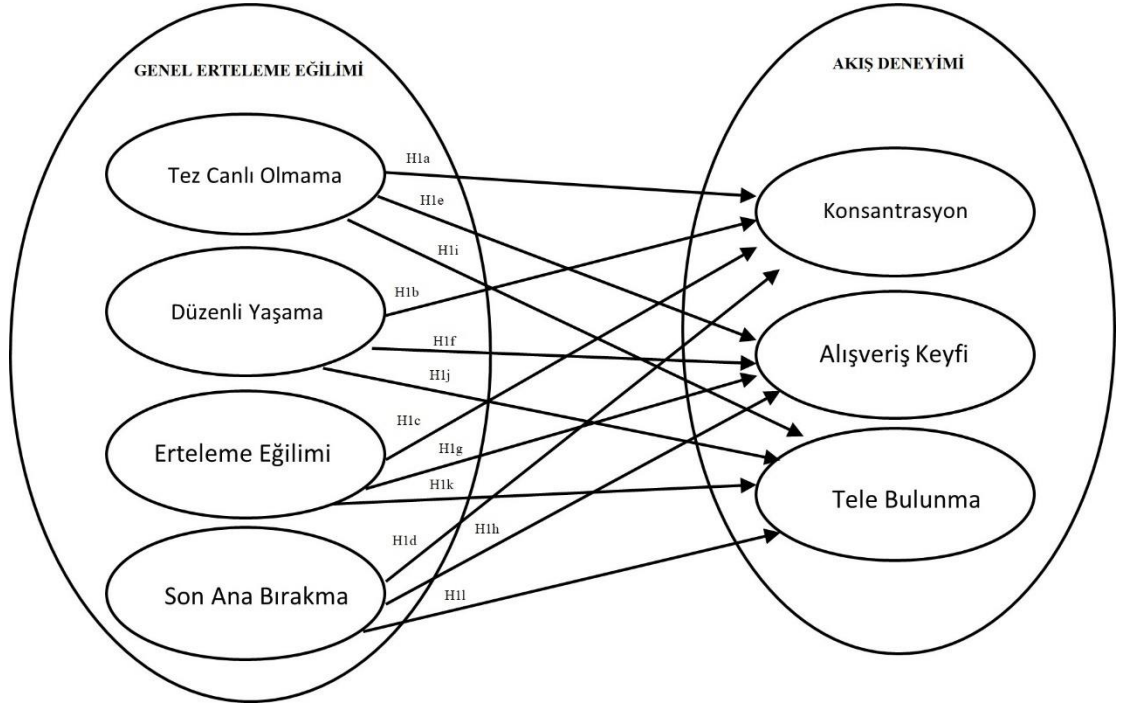 GENEL ERTELEME EĞİLİMİ
AKIŞ DENEYİMİ
Tez Canlı Olmama
Düzenli Yaşama
Erteleme Eğilimi
Son Ana Bırakma
H1a
H1e
H1i
H1b
H1f
H1j
H1c
H1g
H1k
H1d
H1h
H1l
Konsantrasyon
Alışveriş Keyfi
Tele Bulunma